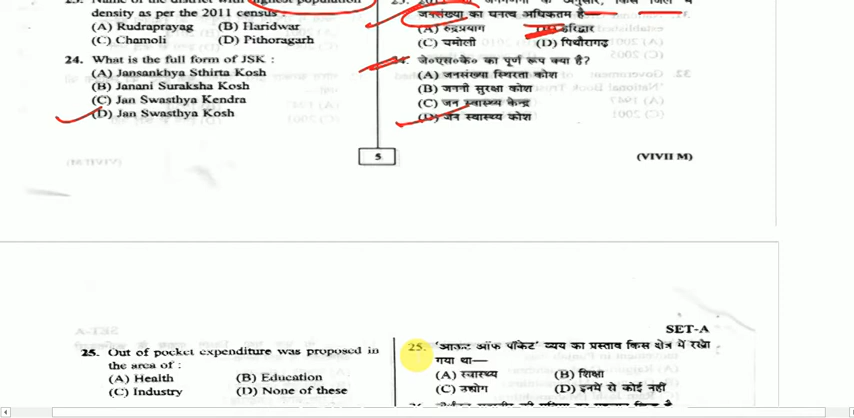 density as per the 2011 census :
(A) Rudraprayag (B) Haridwar
(C) Chamoli (D) Pithoragarh
24. What is the full form of JSK :
(A) Jansankhya Sthirta Kosh
(B) Janani Suraksha Kosh
(C) Jan Swasthya Kendra
(D) Jan Swasthya Kosh
जनसंख्या का घनत्व अधिकतम है—
(A) रुद्रप्रयाग (B) हरिद्वार
(C) चमोली (D) पिथौरागढ़
24. जे०एस०के० का पूर्ण रूप क्या है?
(A) जनसंख्या स्थिरता कोश
(B) जननी सुरक्षा कोश
(C) जन स्वास्थ्य केन्द्र
(D) जन स्वास्थ्य कोश
5
(VIVII M)
SET-A
25. Out of pocket expenditure was proposed in
the area of :
(A) Health (B) Education
(C) Industry (D) None of these
25. 'आऊट ऑफ पॉकेट' व्यय का प्रस्ताव किस क्षेत्र में रखा
गया था—
(A) स्वास्थ्य (B) शिक्षा
(C) उद्योग (D) इनमें से कोई नहीं